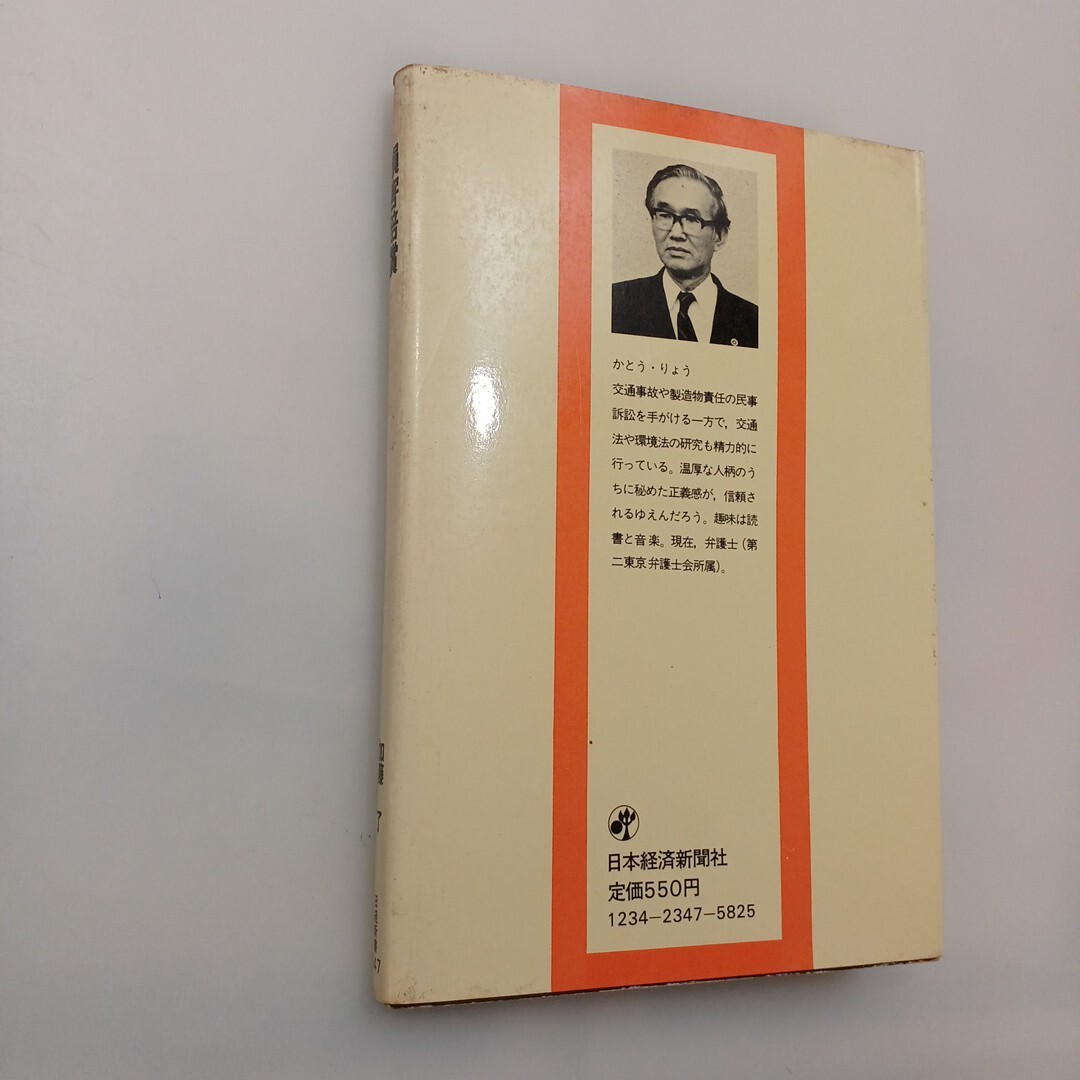 かとう・りょう
交通事故や製造物責任の民事
訴訟を手がける一方で，交通
法や環境法の研究も精力的に
行っている。温厚な人柄のう
ちに秘めた正義感が，信頼さ
れるゆえんだろう。趣味は読
書と音楽。現在，弁護士（第
二東京弁護士会所属）。
日本経済新聞社
定価550円
1234－2347－5825
加藤 了